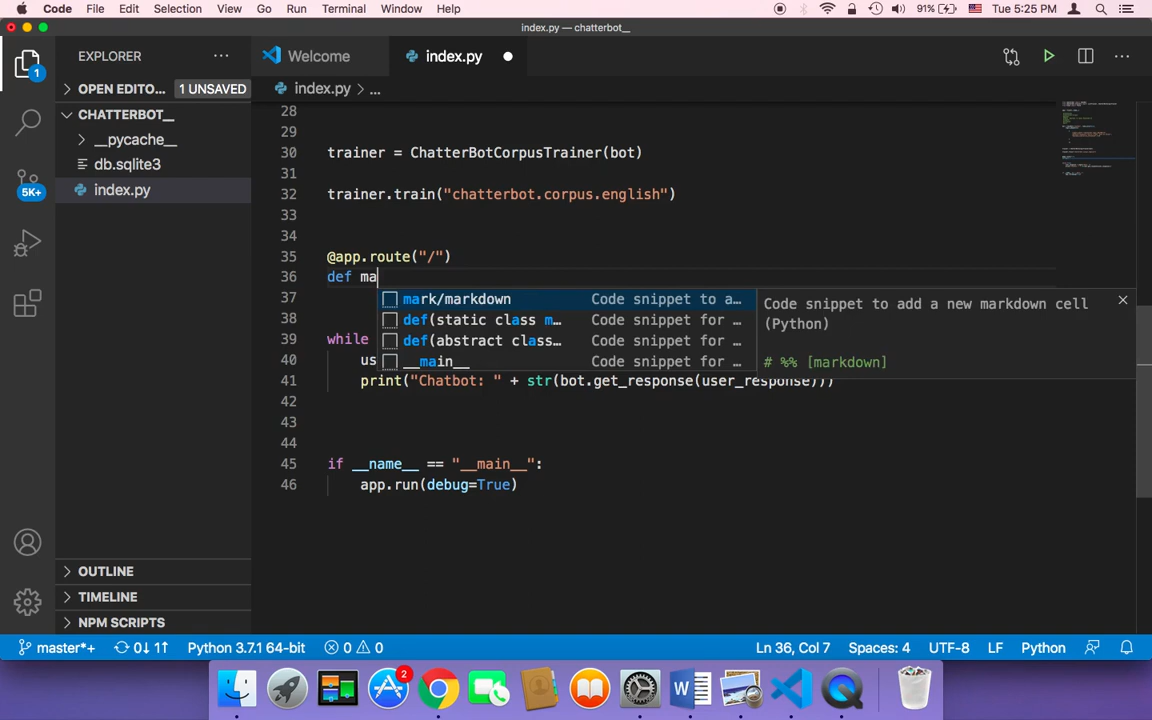 Code File Edit Selection View Go Run Terminal Window Help 91% Tue 5:25 PM
index.py — chatterbot_
EXPLORER
Welcome
index.py
1
OPEN EDITO... 1 UNSAVED
index.py > ...
CHATTERBOT_
__pycache__
db.sqlite3
index.py
5K+
28
29
30 trainer = ChatterBotCorpusTrainer(bot)
31
32 trainer.train("chatterbot.corpus.english")
33
34
35 @app.route("/")
36 def ma
37
38
39 while
40 us
41 print("Chatbot: " + str(bot.get_response(user_response)))
42
43
44
45 if __name__ == "__main__":
46 app.run(debug=True)
mark/markdown Code snippet to a...
def(static class m... Code snippet for ...
def(abstract class... Code snippet for ...
__main__ Code snippet for ...
Code snippet to add a new markdown cell
(Python)
# %% [markdown]
OUTLINE
TIMELINE
NPM SCRIPTS
master*+ 0↓ 1↑ Python 3.7.1 64-bit 0 0 Ln 36, Col 7 Spaces: 4 UTF-8 LF Python
2
W